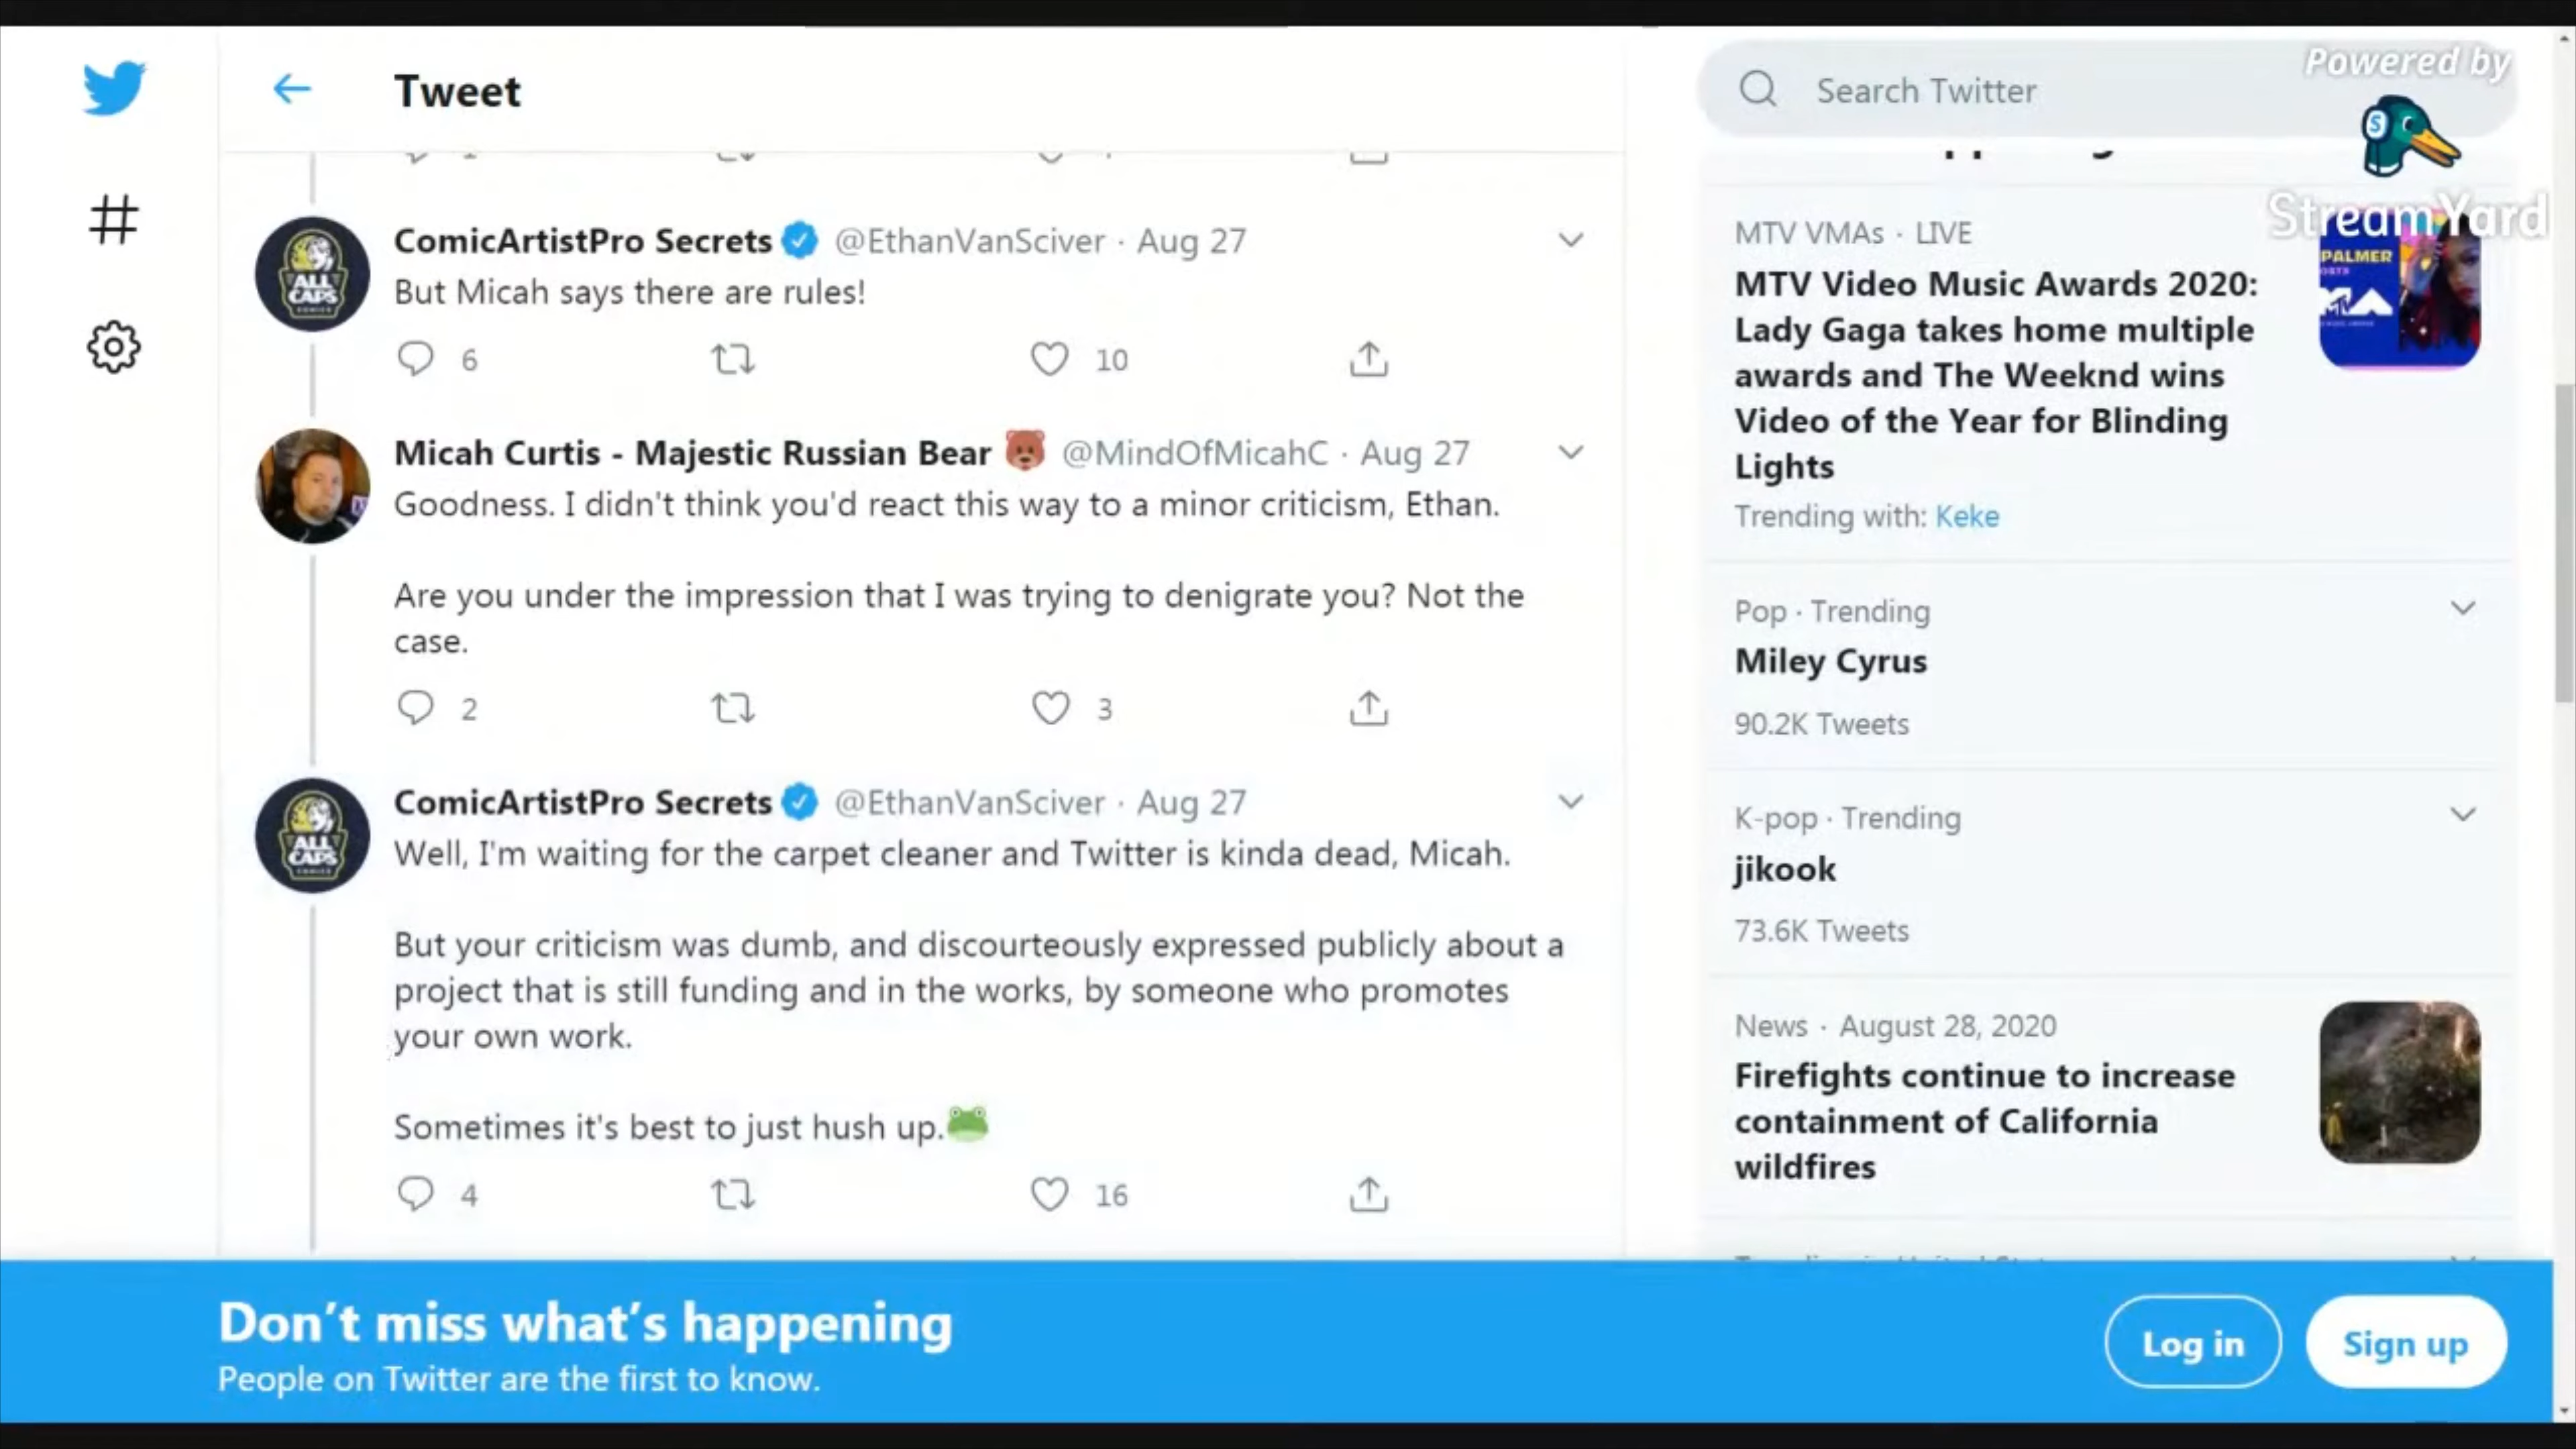 Tweet
ComicArtistPro Secrets @EthanVanSciver · Aug 27
But Micah says there are rules!
6 10
Micah Curtis - Majestic Russian Bear 🐻 @MindOfMicahC · Aug 27
Goodness. I didn't think you'd react this way to a minor criticism, Ethan.
Are you under the impression that I was trying to denigrate you? Not the
case.
2 3
ComicArtistPro Secrets @EthanVanSciver · Aug 27
Well, I'm waiting for the carpet cleaner and Twitter is kinda dead, Micah.
But your criticism was dumb, and discourteously expressed publicly about a
project that is still funding and in the works, by someone who promotes
your own work.
Sometimes it's best to just hush up.🐸
4 16
ALL
CAPS
COMICS
ALL
CAPS
COMICS
Search Twitter
Powered by
StreamYard
MTV VMAs · LIVE
MTV Video Music Awards 2020:
Lady Gaga takes home multiple
awards and The Weeknd wins
Video of the Year for Blinding
Lights
Trending with: Keke
PALMER
Pop · Trending
Miley Cyrus
90.2K Tweets
K-pop · Trending
jikook
73.6K Tweets
News · August 28, 2020
Firefights continue to increase
containment of California
wildfires
Don't miss what's happening
People on Twitter are the first to know.
Log in
Sign up